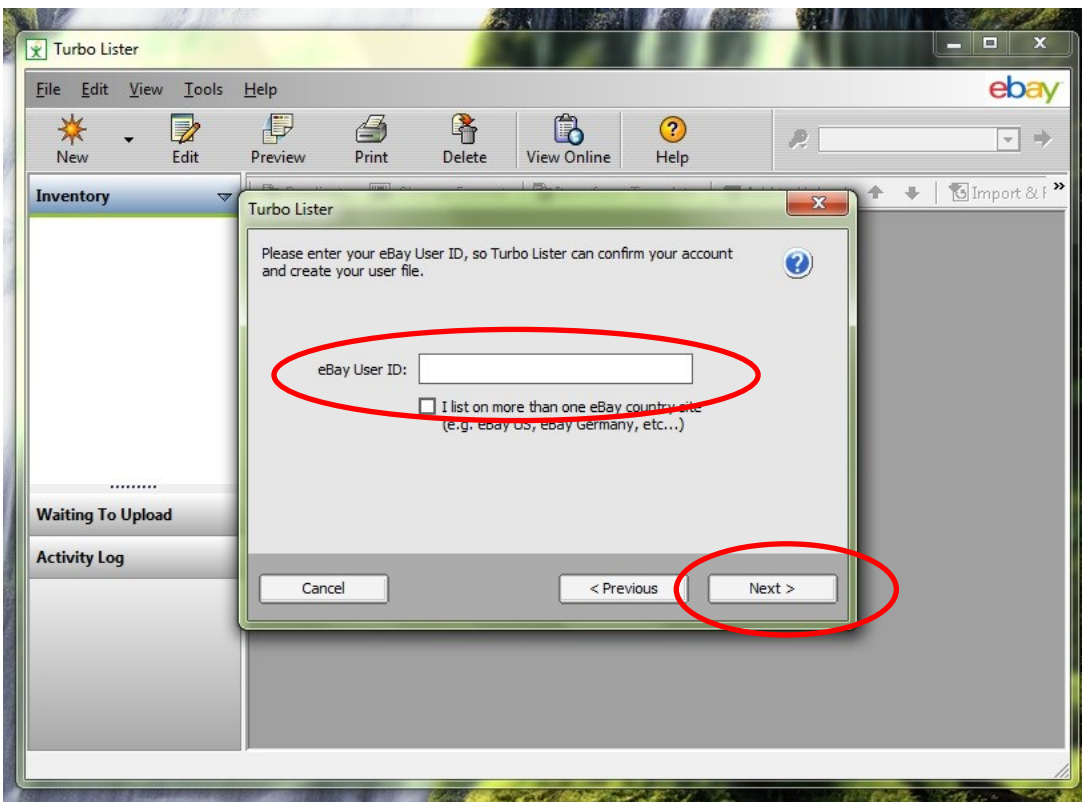 Turbo Lister
File Edit View Tools Help
ebay
New Edit Preview Print Delete View Online Help
Inventory
Import & F
Turbo Lister
Please enter your eBay User ID, so Turbo Lister can confirm your account
and create your user file.
eBay User ID:
I list on more than one eBay country site
(e.g. eBay US, eBay Germany, etc...)
Waiting To Upload
Activity Log
Cancel < Previous Next >